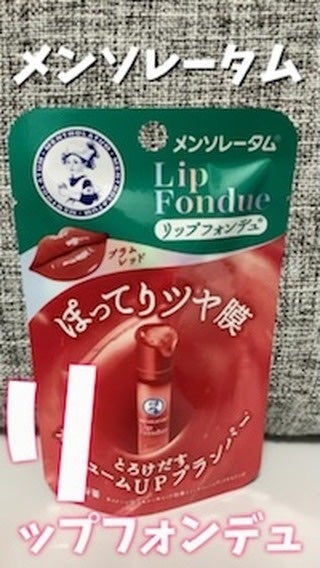 メンソレータム
メンソレータム®
MENTHOLATUM
Lip
Fondue
リップフォンデュ®
プラム
レッド
ぽってりツヤ膜
とろけだす
ュームUPプランパー
リップフォンデュ